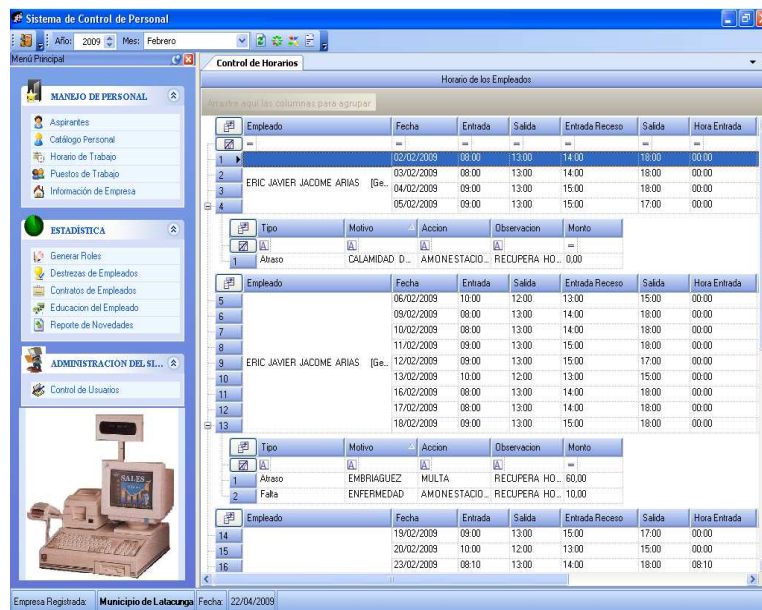 Sistema de Control de Personal
Año: 2009 Mes: Febrero
Menú Principal
MANEJO DE PERSONAL
Aspirantes
Catálogo Personal
Horario de Trabajo
Puestos de Trabajo
Información de Empresa
ESTADÍSTICA
Generar Roles
Destrezas de Empleados
Contratos de Empleados
Educacion del Empleado
Reporte de Novedades
ADMINISTRACION DEL SI...
Control de Usuarios
SALES
Control de Horarios
Horario de los Empleados
Arrastre aquí las columnas para agrupar
Empleado Fecha Entrada Salida Entrada Receso Salida Hora Entrada
= = = = = = =
1 02/02/2009 08:00 13:00 14:00 18:00 00:00
2 03/02/2009 08:00 13:00 14:00 18:00 00:00
ERIC JAVIER JACOME ARIAS [Ge...
3 04/02/2009 09:00 13:00 15:00 18:00 00:00
4 05/02/2009 09:00 13:00 15:00 17:00 00:00
Tipo Motivo Accion Observacion Monto
A A A A =
1 Atraso CALAMIDAD D... AMONESTACIO... RECUPERA HO... 0,00
Empleado Fecha Entrada Salida Entrada Receso Salida Hora Entrada
5 06/02/2009 10:00 12:00 13:00 15:00 00:00
6 09/02/2009 08:00 13:00 14:00 18:00 00:00
7 10/02/2009 08:00 13:00 14:00 18:00 00:00
8 11/02/2009 09:00 13:00 15:00 18:00 00:00
9 ERIC JAVIER JACOME ARIAS [Ge... 12/02/2009 09:00 13:00 15:00 17:00 00:00
10 13/02/2009 10:00 12:00 13:00 15:00 00:00
11 16/02/2009 08:00 13:00 14:00 18:00 00:00
12 17/02/2009 08:00 13:00 14:00 18:00 00:00
13 18/02/2009 09:00 13:00 15:00 18:00 00:00
Tipo Motivo Accion Observacion Monto
A A A A =
1 Atraso EMBRIAGUEZ MULTA RECUPERA HO... 60,00
2 Falta ENFERMEDAD AMONESTACIO... RECUPERA HO... 10,00
Empleado Fecha Entrada Salida Entrada Receso Salida Hora Entrada
14 19/02/2009 09:00 13:00 15:00 17:00 00:00
15 20/02/2009 10:00 12:00 13:00 15:00 00:00
16 23/02/2009 08:10 13:00 14:00 18:00 08:10
Empresa Registrada: Municipio de Latacunga Fecha: 22/04/2009